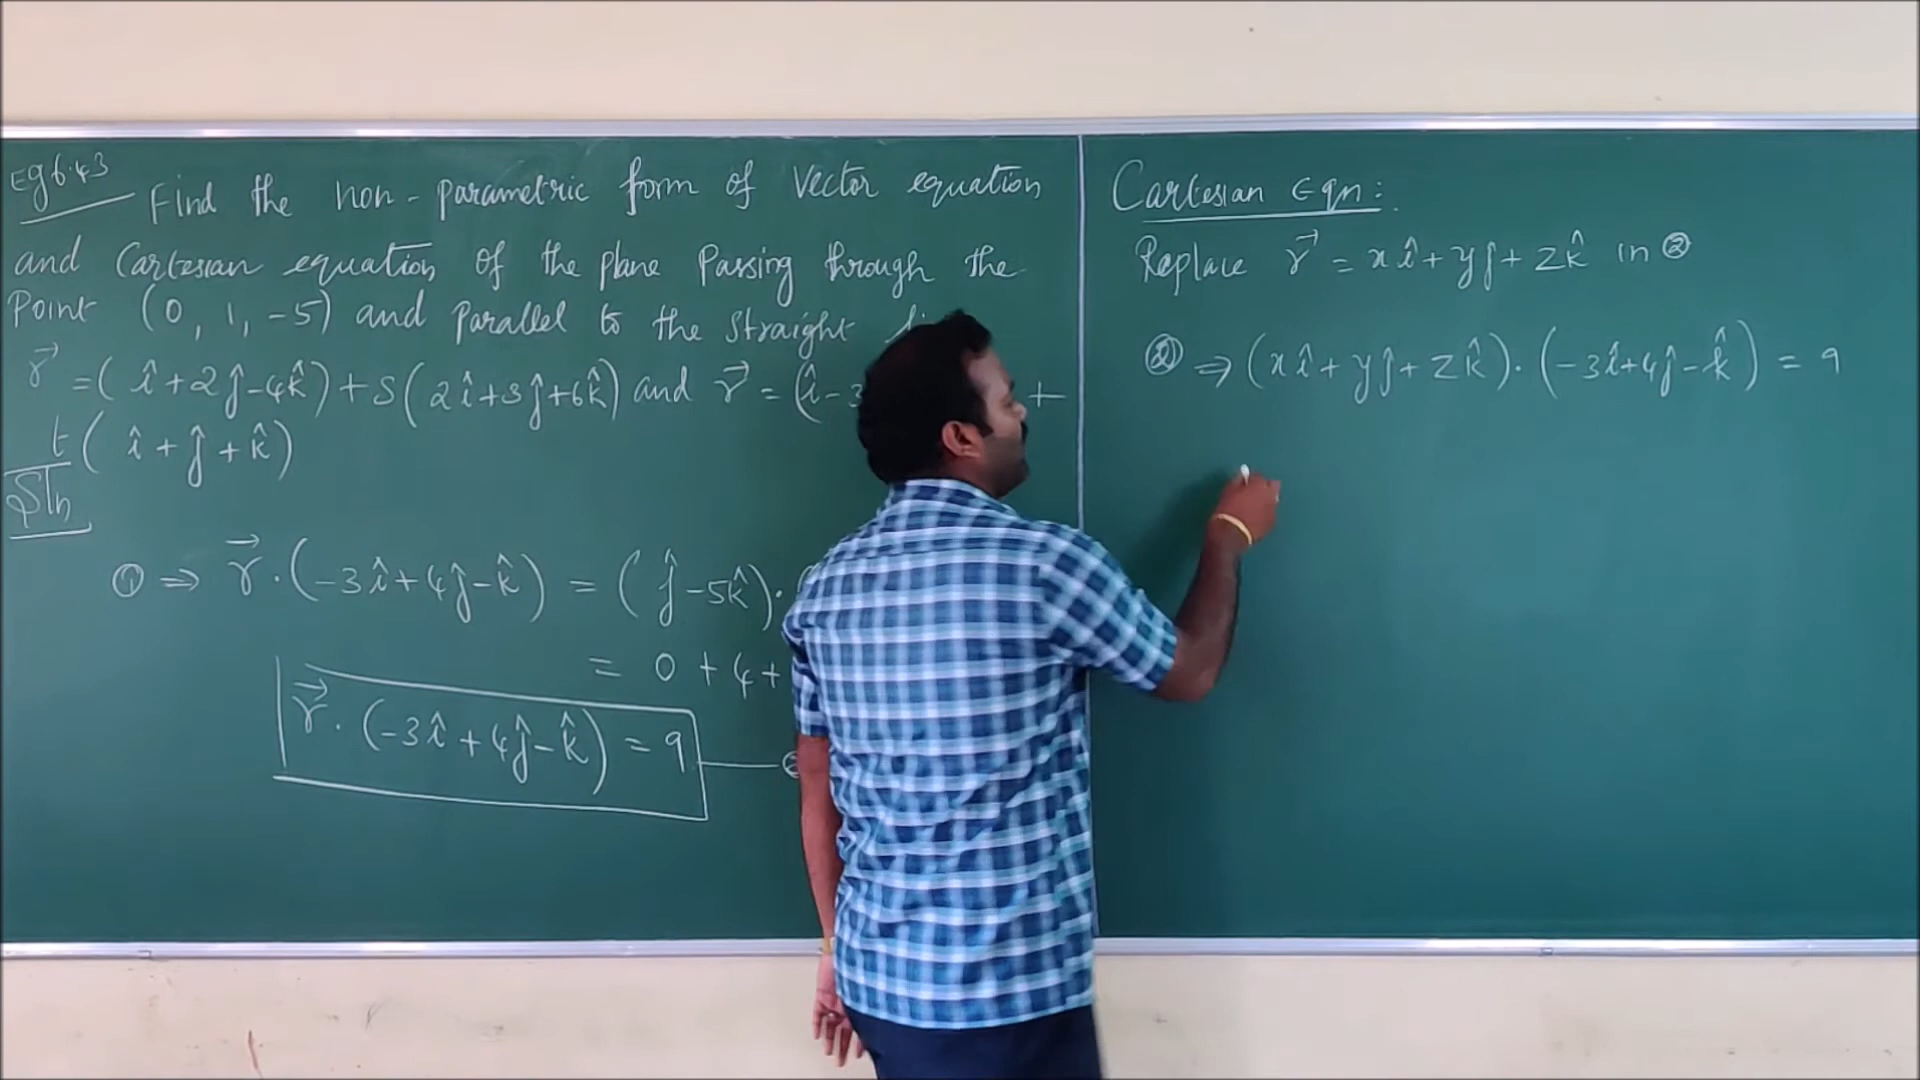 Eg 6.43
Find the non-parametric form of Vector equation
and Cartesian equation of the plane Passing through the
Point (0, 1, -5) and parallel to the straight
r⃗ = (î+2ĵ-4k̂)+s(2î+3ĵ+6k̂) and r⃗ = (î-3 +
t(î+ĵ+k̂)
Sln
① ⇒ r⃗·(-3î+4ĵ-k̂) = (ĵ-5k̂)·
= 0+4+
r⃗·(-3î+4ĵ-k̂) = 9 —— ②
Cartesian Eqn:
Replace r⃗ = xî+yĵ+zk̂ in ②
② ⇒ (xî+yĵ+zk̂)·(-3î+4ĵ-k̂) = 9